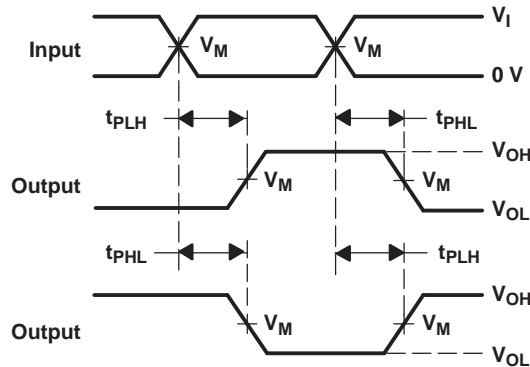 V_I
Input
V_M
V_M
0 V
t_PLH
t_PHL
V_OH
Output
V_M
V_M
V_OL
t_PHL
t_PLH
V_OH
Output
V_M
V_M
V_OL